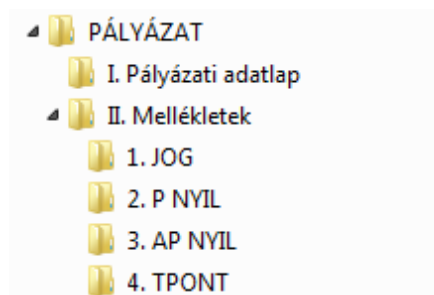 PÁLYÁZAT
I. Pályázati adatlap
II. Mellékletek
1. JOG
2. P NYIL
3. AP NYIL
4. TPONT